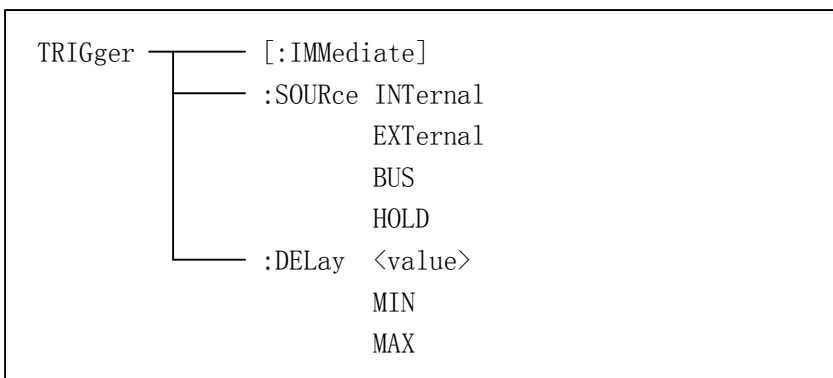 TRIGger [:IMMediate]
:SOURce INTernal
EXTernal
BUS
HOLD
:DELay <value>
MIN
MAX